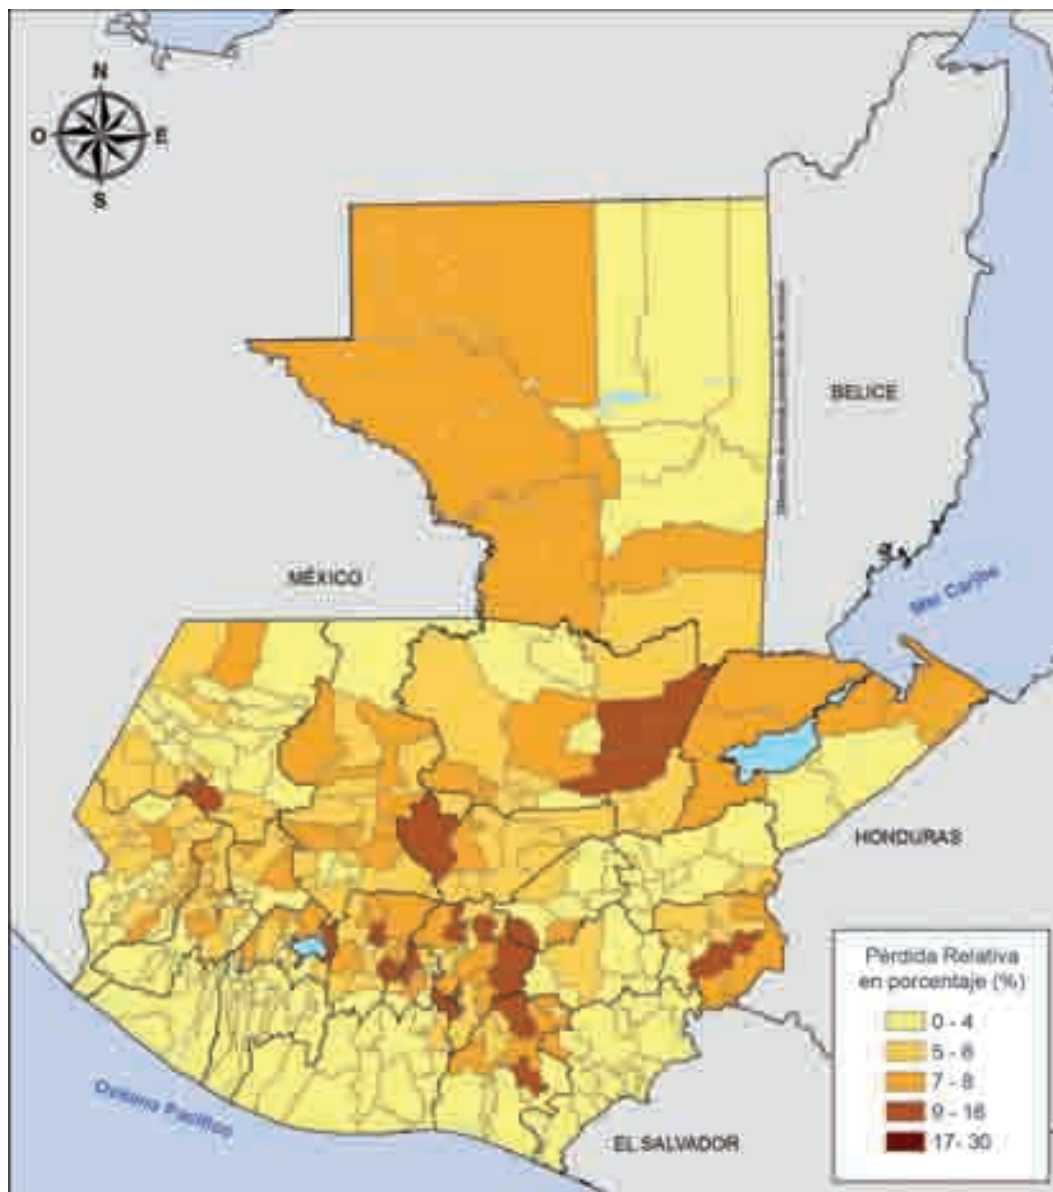 N
O E
S
BELICE
MÉXICO
Mar Caribe
HONDURAS
Océano Pacífico
EL SALVADOR
Pérdida Relativa
en porcentaje (%)
0 - 4
5 - 6
7 - 8
9 - 16
17- 30